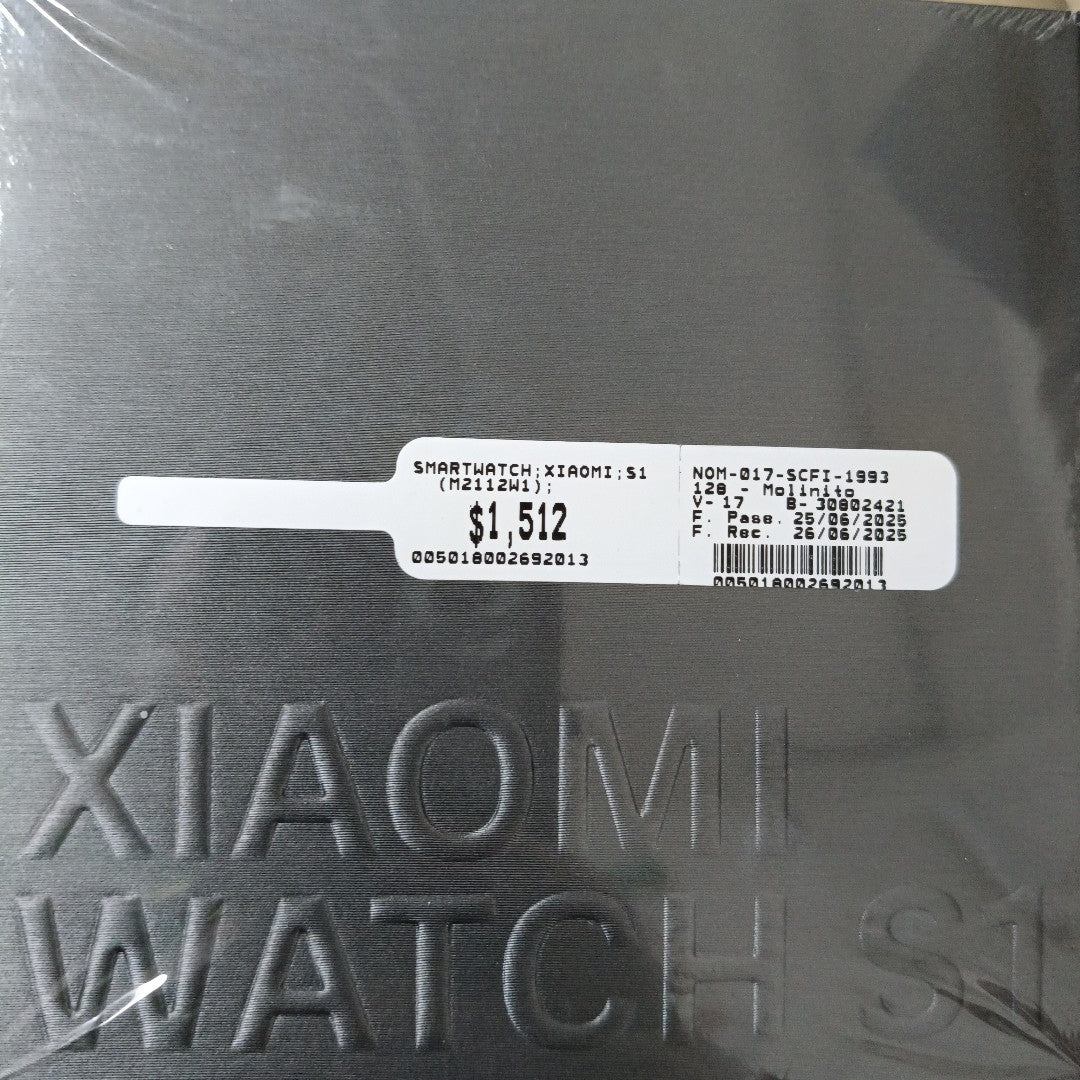 SMARTWATCH;XIAOMI;S1
(M2112W1);
$1,512
005018002692013
NOM-017-SCFI-1993
128 - Molinito
V- 17 B- 30802421
F. Pase. 25/06/2025
F. Rec. 26/06/2025
005018002692013
XIAOMI
WATCH S1